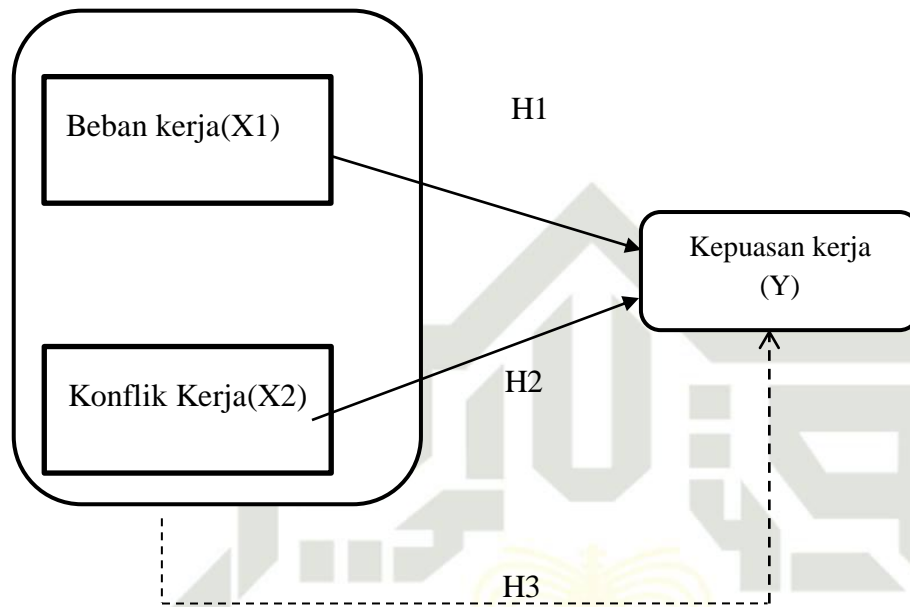 H1
Beban kerja(X1)
Kepuasan kerja
(Y)
Konflik Kerja(X2)
H2
H3